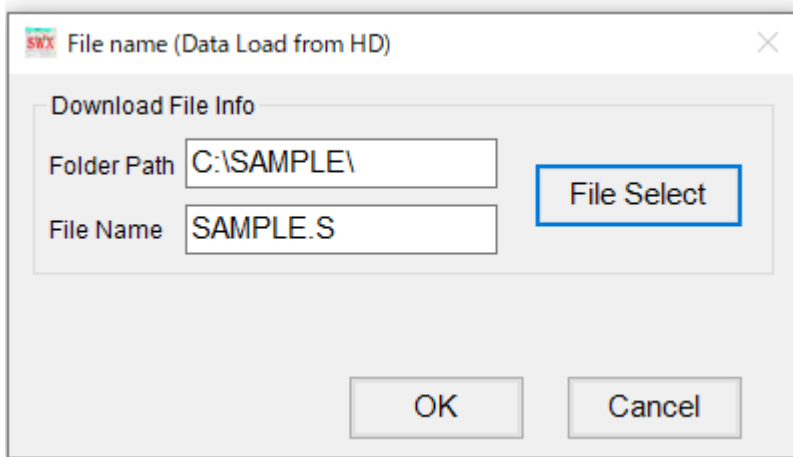 SWX File name (Data Load from HD)
Download File Info
Folder Path C:\SAMPLE\
File Select
File Name SAMPLE.S
OK Cancel